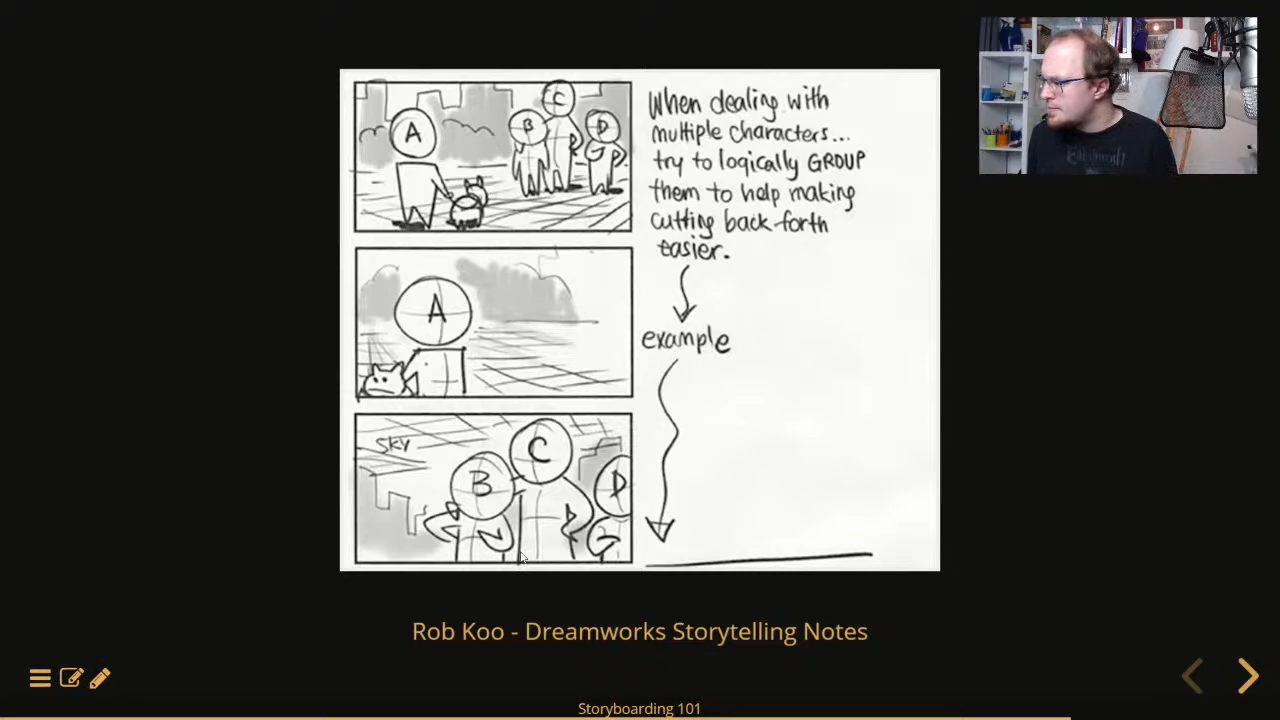 A
B
C
D
When dealing with
multiple characters...
try to logically GROUP
them to help making
cutting back-forth
easier.
example
A
SKY
B
C
D
Rob Koo - Dreamworks Storytelling Notes
Storyboarding 101